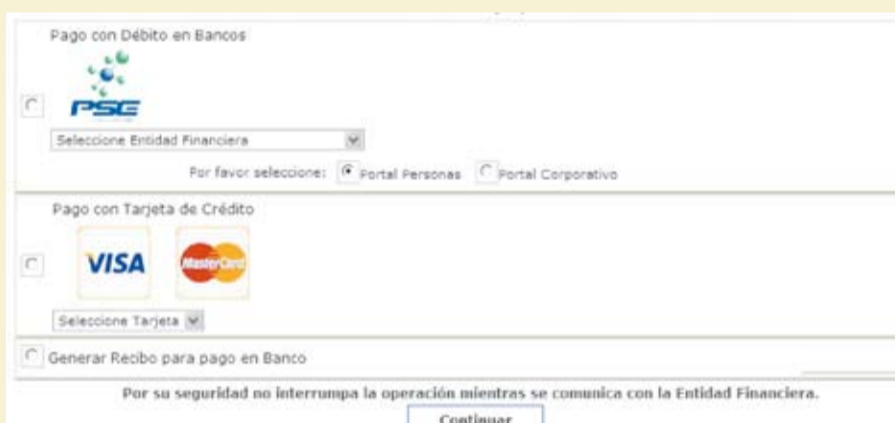 Pago con Débito en Bancos
PSE
Seleccione Entidad Financiera
Por favor seleccione: Portal Personas Portal Corporativo
Pago con Tarjeta de Crédito
VISA MasterCard
Seleccione Tarjeta
Generar Recibo para pago en Banco
Por su seguridad no interrumpa la operación mientras se comunica con la Entidad Financiera.
Continuar